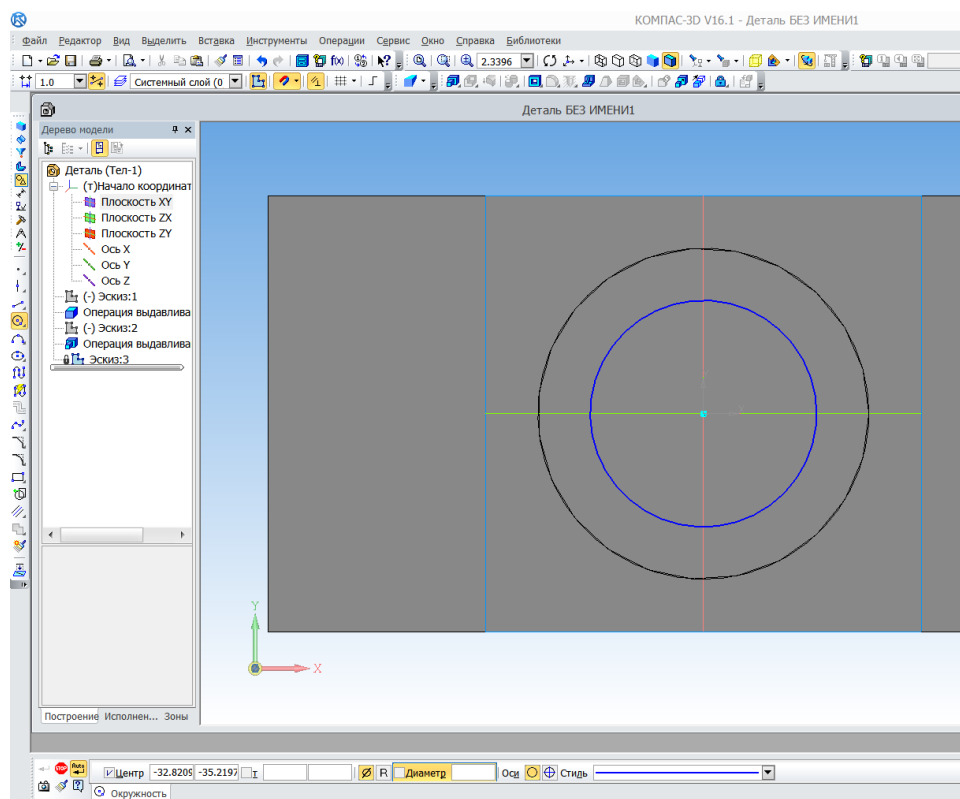 КОМПАС-3D V16.1 - Деталь БЕЗ ИМЕНИ1
Файл Редактор Вид Выделить Вставка Инструменты Операции Сервис Окно Справка Библиотеки
2.3396
1.0 Системный слой (0
Деталь БЕЗ ИМЕНИ1
Дерево модели
Деталь (Тел-1)
(т)Начало координат
Плоскость XY
Плоскость ZX
Плоскость ZY
Ось X
Ось Y
Ось Z
(-) Эскиз:1
Операция выдавлива
(-) Эскиз:2
Операция выдавлива
Эскиз:3
Y
X
Построение Исполнен... Зоны
STOP Auto Центр -32.8209 -35.2197 т Ø R Диаметр Оси Стиль
Окружность